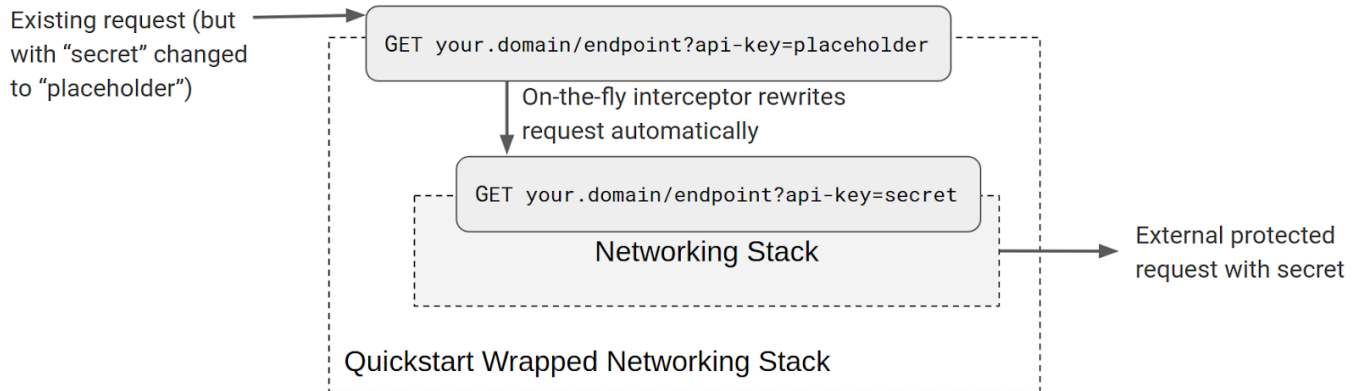 Existing request (but
with “secret” changed
to “placeholder”)
GET your.domain/endpoint?api-key=placeholder
On-the-fly interceptor rewrites
request automatically
GET your.domain/endpoint?api-key=secret
Networking Stack
External protected
request with secret
Quickstart Wrapped Networking Stack